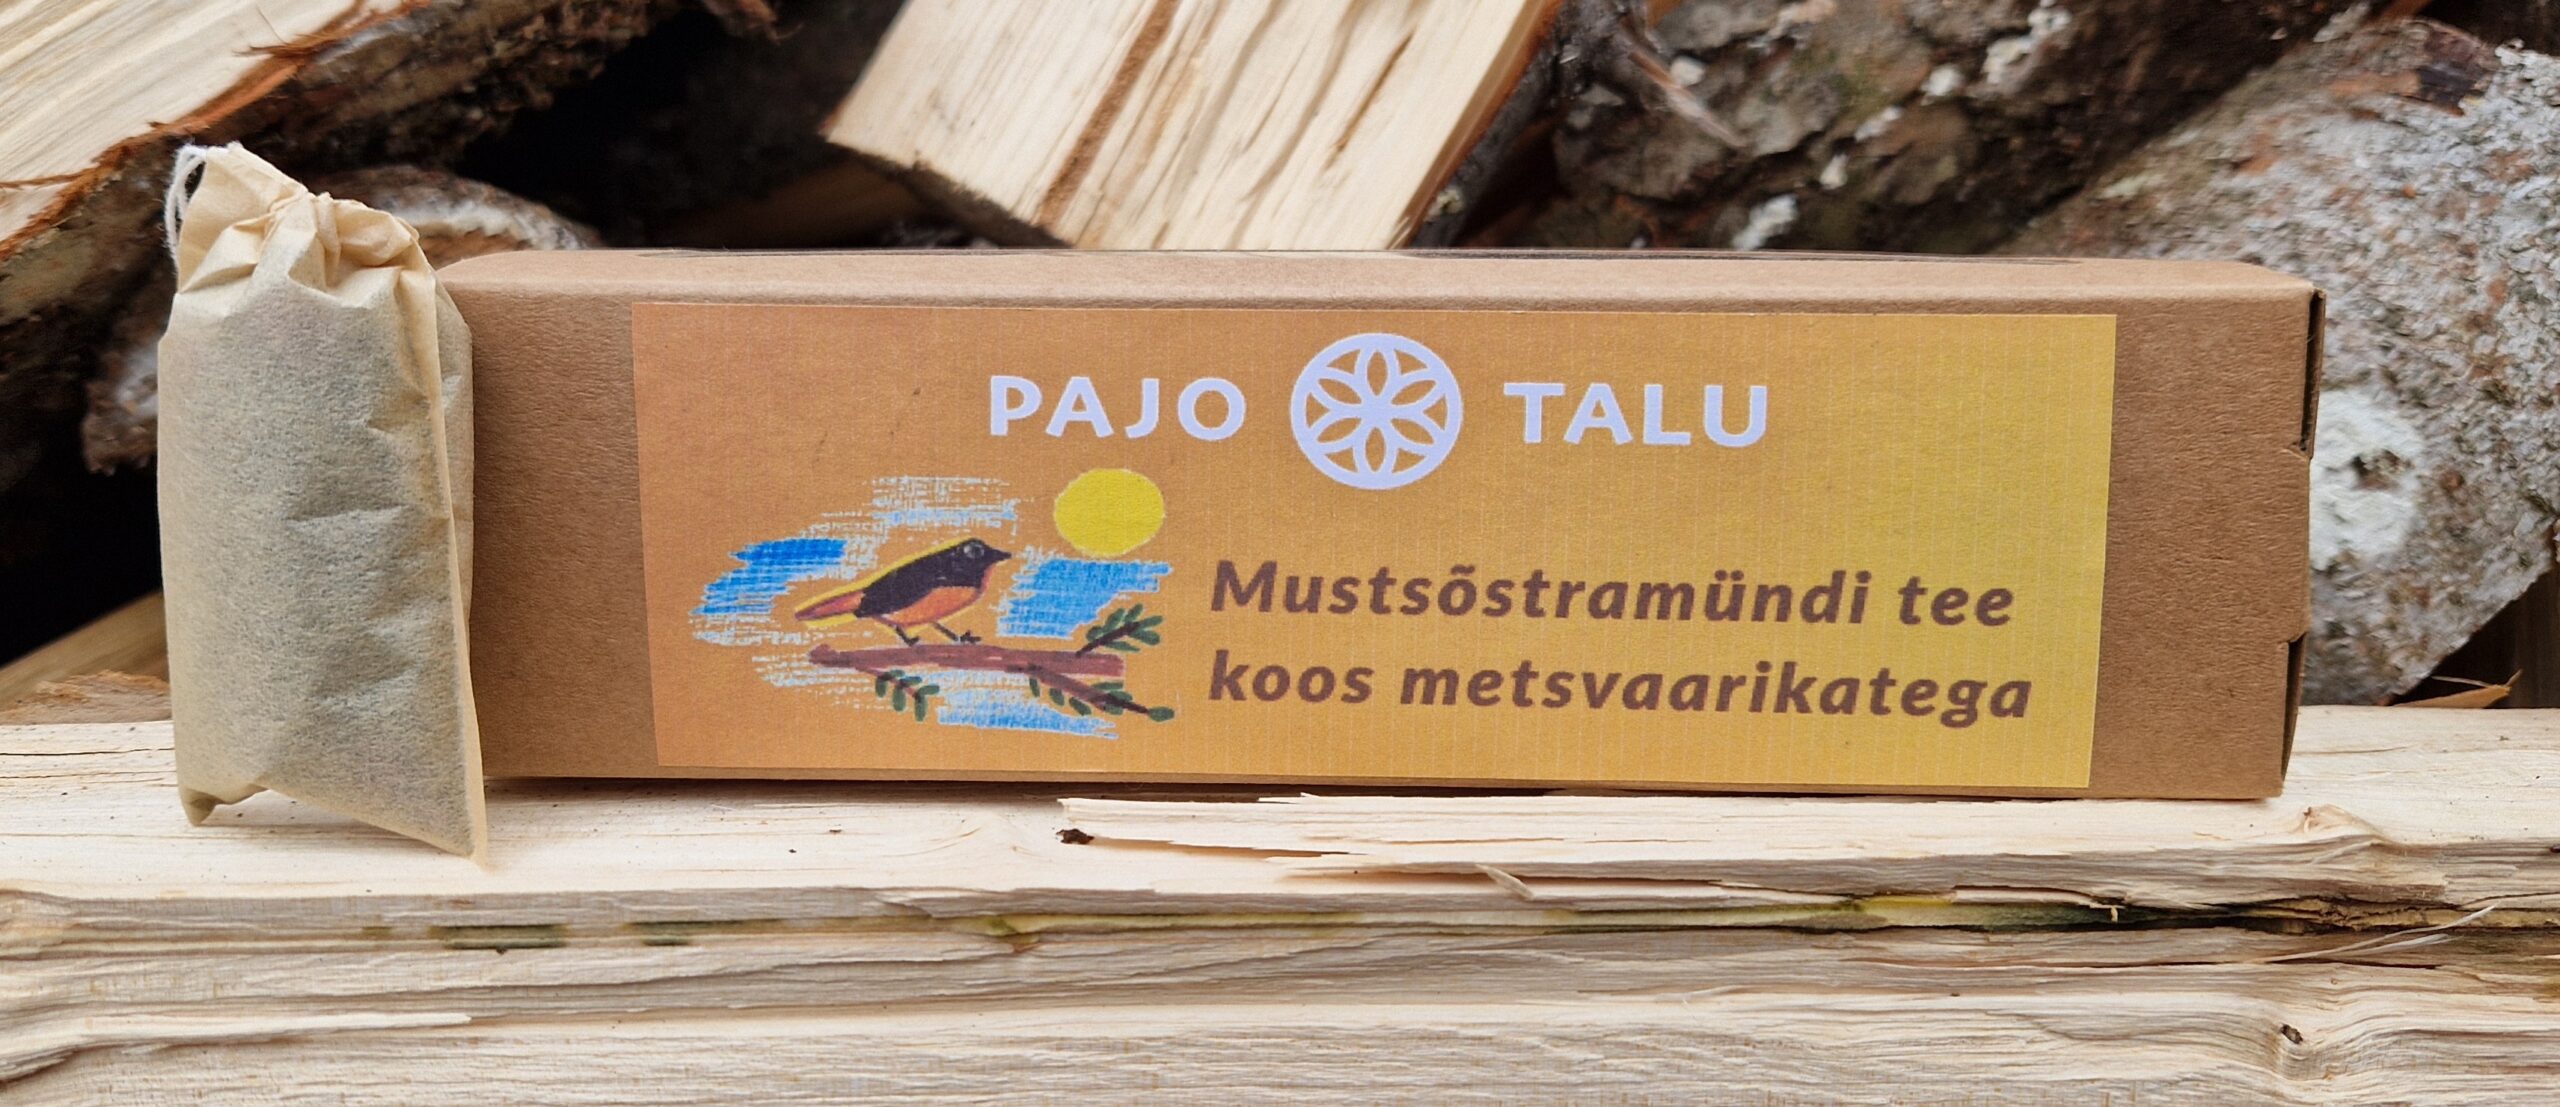 PAJO TALU
Mustsõstramündi tee
koos metsvaarikatega